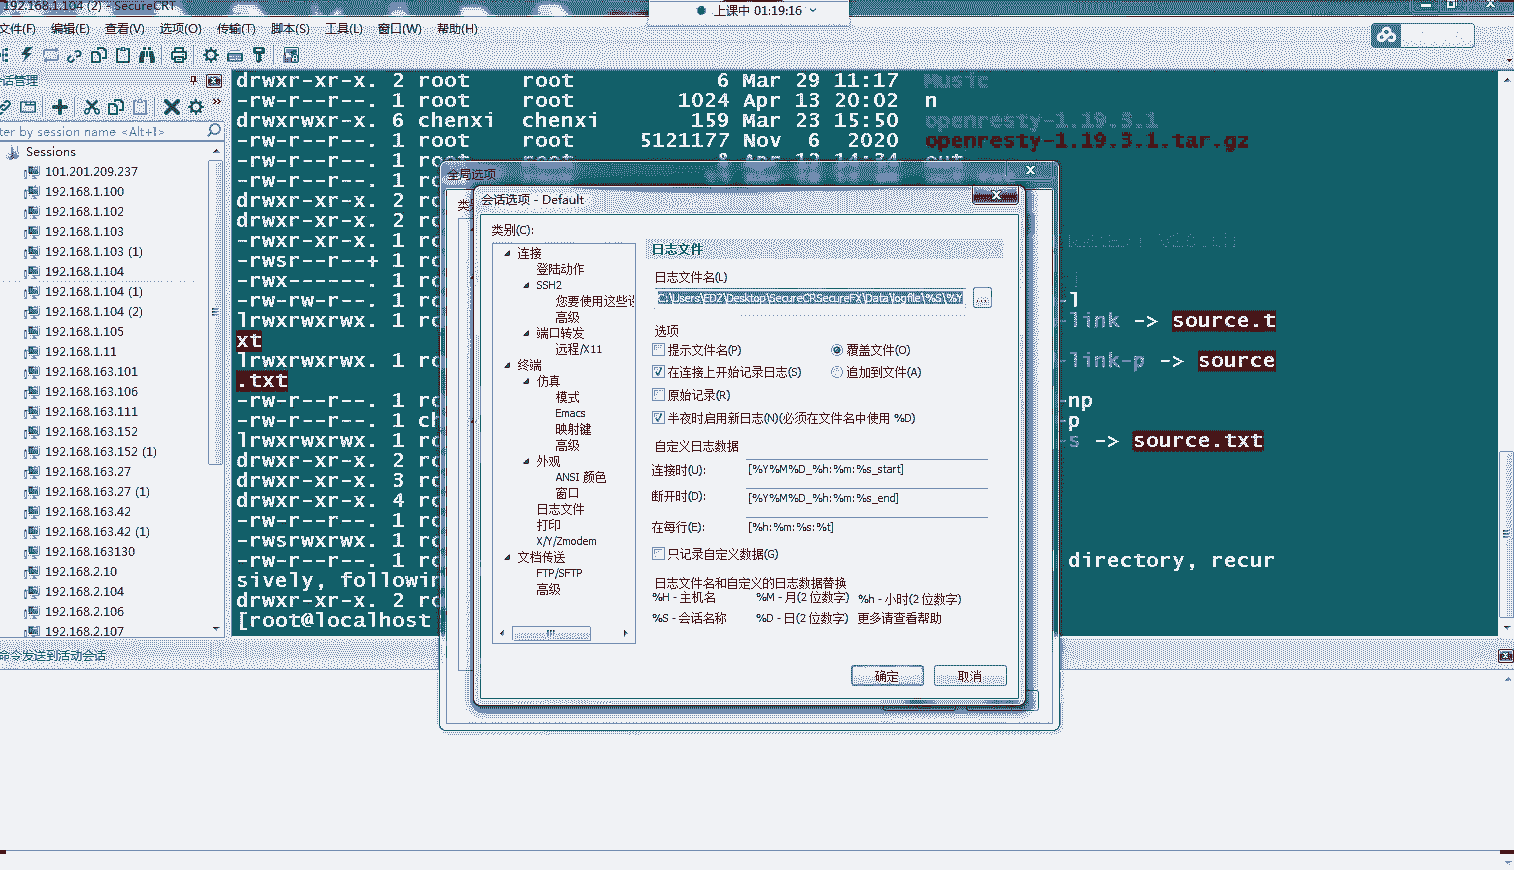 192.168.1.104 (2) - SecureCRT
上课中 01:19:16
文件(F) 编辑(E) 查看(V) 选项(O) 传输(T) 脚本(S) 工具(L) 窗口(W) 帮助(H)
话管理
ter by session name <Alt+I>
Sessions
101.201.209.237
192.168.1.100
192.168.1.102
192.168.1.103
192.168.1.103 (1)
192.168.1.104
192.168.1.104 (1)
192.168.1.104 (2)
192.168.1.105
192.168.1.11
192.168.163.101
192.168.163.106
192.168.163.111
192.168.163.152
192.168.163.152 (1)
192.168.163.27
192.168.163.27 (1)
192.168.163.42
192.168.163.42 (1)
192.168.163130
192.168.2.10
192.168.2.104
192.168.2.106
192.168.2.107
drwxr-xr-x. 2 root root 6 Mar 29 11:17 Music
-rw-r--r--. 1 root root 1024 Apr 13 20:02 n
drwxrwxr-x. 6 chenxi chenxi 159 Mar 23 15:50 openresty-1.19.3.1
-rw-r--r--. 1 root root 5121177 Nov 6 2020 openresty-1.19.3.1.tar.gz
-rw-r--r--. 1 root root 8 Apr 12 14:34 out
-rw-r--r--. 1 ro
drwxr-xr-x. 2 ro
drwxr-xr-x. 2 ro
-rwxr-xr-x. 1 ro
-rwsr--r--+ 1 ro
-rwx------. 1 ro
-rw-rw-r--. 1 ro -l
lrwxrwxrwx. 1 ro -link -> source.t
xt
lrwxrwxrwx. 1 ro -link-p -> source
.txt
-rw-r--r--. 1 ro -np
-rw-r--r--. 1 ch -p
lrwxrwxrwx. 1 ro -s -> source.txt
drwxr-xr-x. 2 ro
drwxr-xr-x. 3 ro
drwxr-xr-x. 4 ro
-rw-r--r--. 1 ro
-rwsrwxrwx. 1 ro
-rw-r--r--. 1 ro directory, recur
sively, followin
drwxr-xr-x. 2 ro
[root@localhost
全局选项
类
会话选项 - Default
类别(C):
连接
登陆动作
SSH2
您要使用这些设
高级
端口转发
远程/X11
终端
仿真
模式
Emacs
映射键
高级
外观
ANSI 颜色
窗口
日志文件
打印
X/Y/Zmodem
文档传送
FTP/SFTP
高级
日志文件
日志文件名(L)
C:\Users\EDZ\Desktop\SecureCRSecureFX\Data\logfile\%S\%Y
...
选项
提示文件名(P) 覆盖文件(O)
在连接上开始记录日志(S) 追加到文件(A)
原始记录(R)
半夜时启用新日志(N)(必须在文件名中使用 %D)
自定义日志数据
连接时(U): [%Y%M%D_%h:%m:%s_start]
断开时(D): [%Y%M%D_%h:%m:%s_end]
在每行(E): [%h:%m:%s:%t]
只记录自定义数据(G)
日志文件名和自定义的日志数据替换
%H - 主机名 %M - 月(2 位数字) %h - 小时(2 位数字)
%S - 会话名称 %D - 日(2 位数字) 更多请查看帮助
确定 取消
命令发送到活动会话